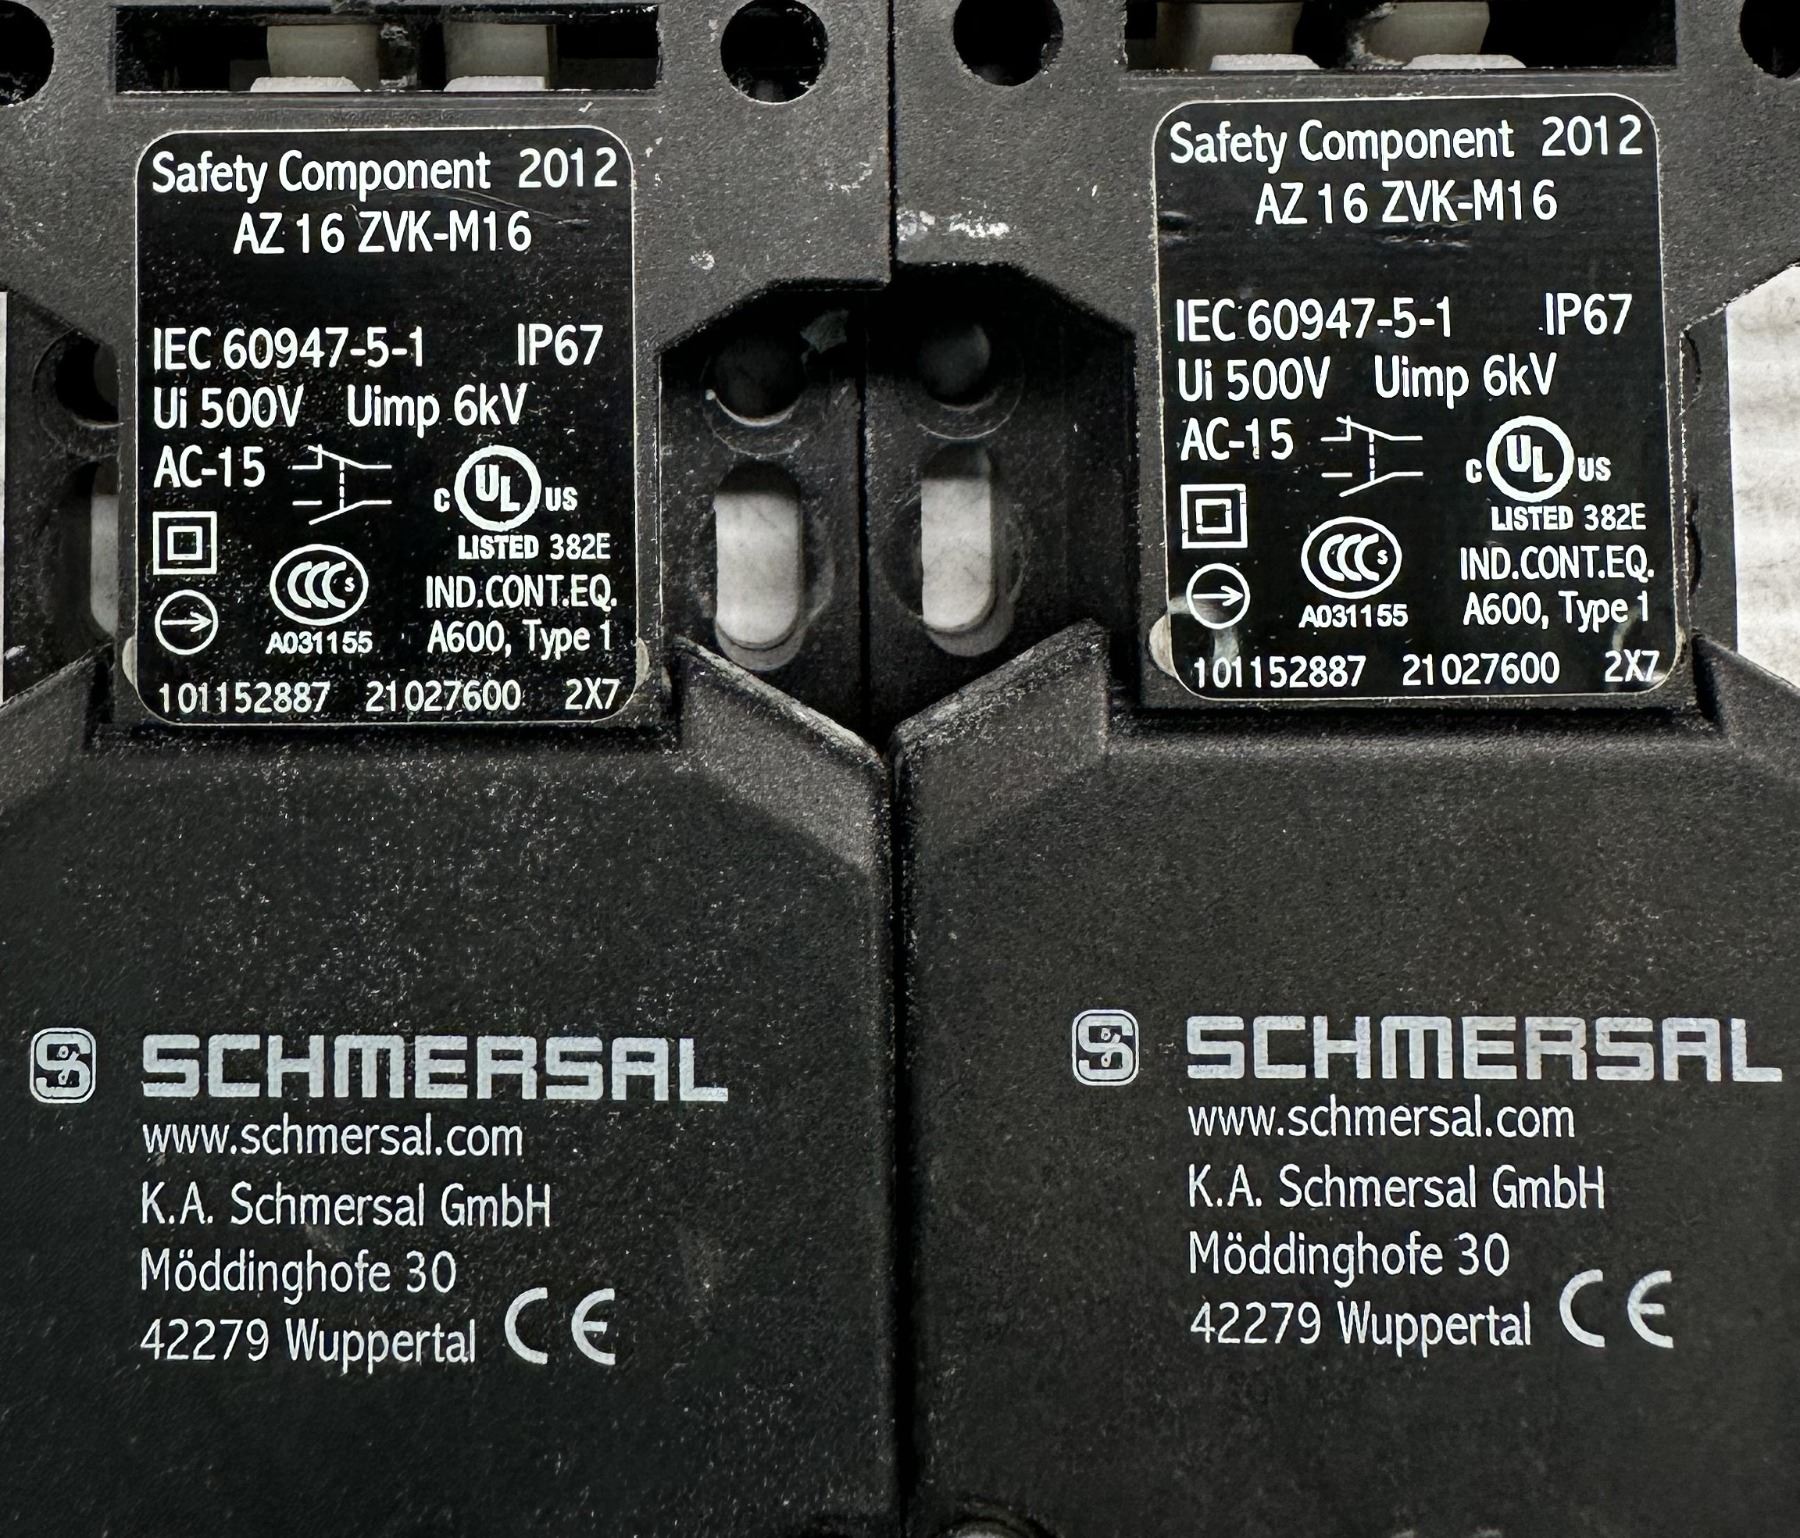 Safety Component 2012
AZ 16 ZVK-M16
IEC 60947-5-1 IP67
Ui 500V Uimp 6kV
AC-15
c UL US
LISTED 382E
CCC S
IND.CONT.EQ.
A031155
A600, Type 1
101152887 21027600 2X7
S SCHMERSAL
www.schmersal.com
K.A. Schmersal GmbH
Möddinghofe 30
42279 Wuppertal CE
Safety Component 2012
AZ 16 ZVK-M16
IEC 60947-5-1 IP67
Ui 500V Uimp 6kV
AC-15
c UL US
LISTED 382E
CCC S
IND.CONT.EQ.
A031155
A600, Type 1
101152887 21027600 2X7
S SCHMERSAL
www.schmersal.com
K.A. Schmersal GmbH
Möddinghofe 30
42279 Wuppertal CE